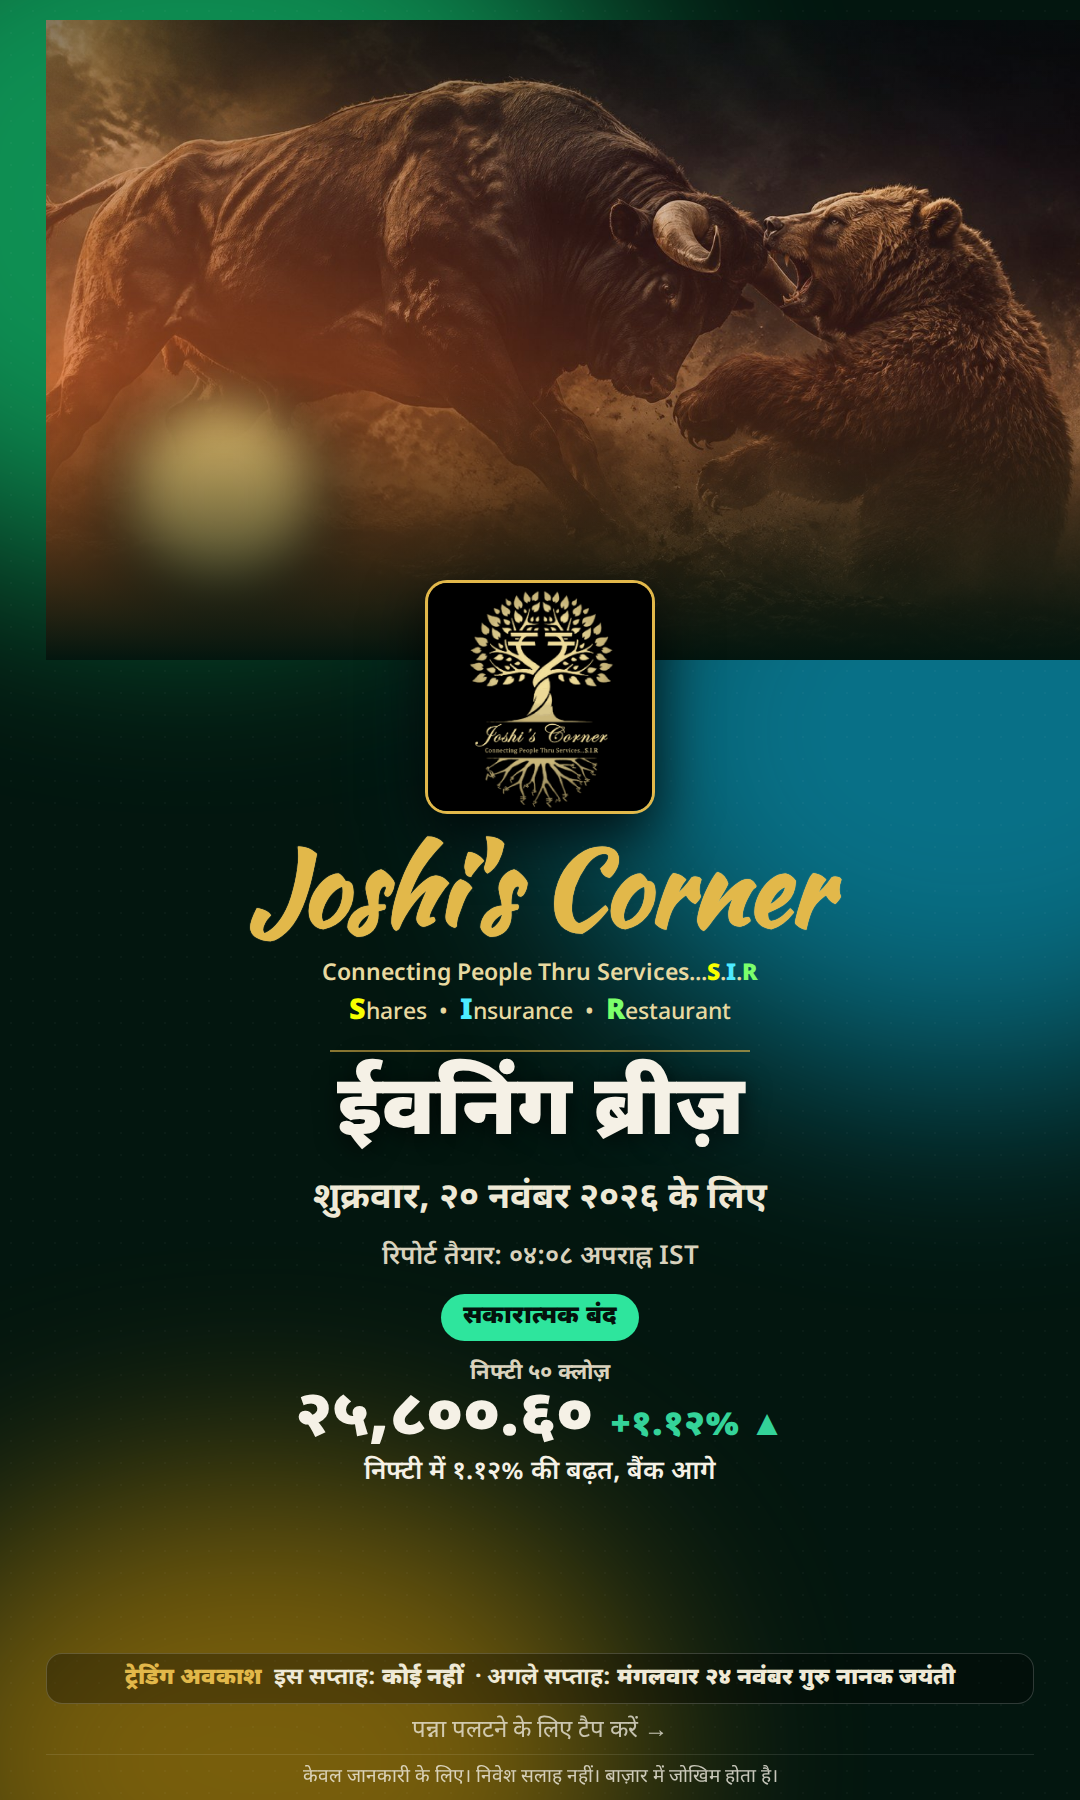 Joshi's Corner
Connecting People Thru Services...S.I.R
Joshi's Corner
Connecting People Thru Services...S.I.R
Shares • Insurance • Restaurant
ईवनिंग ब्रीज़
शुक्रवार, २० नवंबर २०२६ के लिए
रिपोर्ट तैयार: ०४:०८ अपराह्न IST
सकारात्मक बंद
निफ्टी ५० क्लोज़
२५,८००.६० +१.१२% ▲
निफ्टी में १.१२% की बढ़त, बैंक आगे
ट्रेडिंग अवकाश इस सप्ताह: कोई नहीं · अगले सप्ताह: मंगलवार २४ नवंबर गुरु नानक जयंती
पन्ना पलटने के लिए टैप करें →
केवल जानकारी के लिए। निवेश सलाह नहीं। बाज़ार में जोखिम होता है।